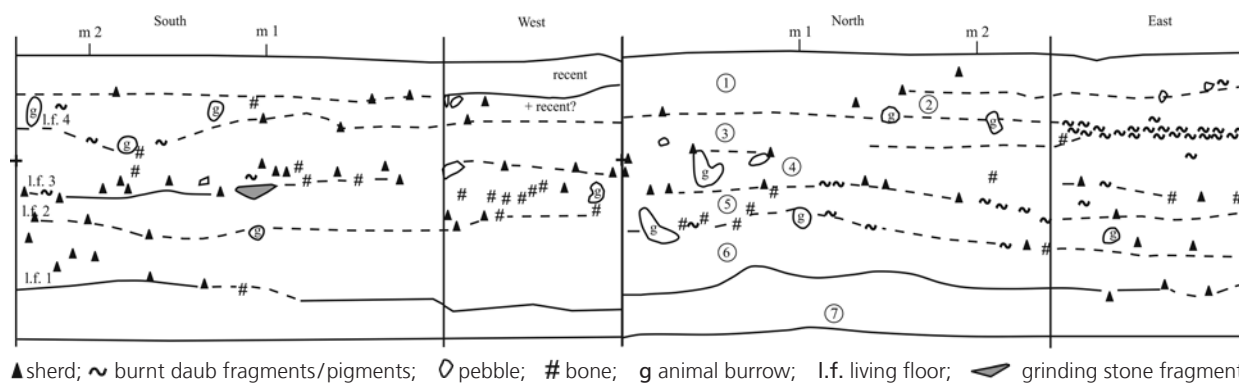 South West North East
m 2 m 1 m 1 m 2
recent
+ recent?
1
2
g g g g
l.f. 4
g
3
4
l.f. 3
g
g
5
l.f. 2
g g g g
6
l.f. 1
7
sherd; burnt daub fragments/pigments; pebble; # bone; g animal burrow; l.f. living floor; grinding stone fragment